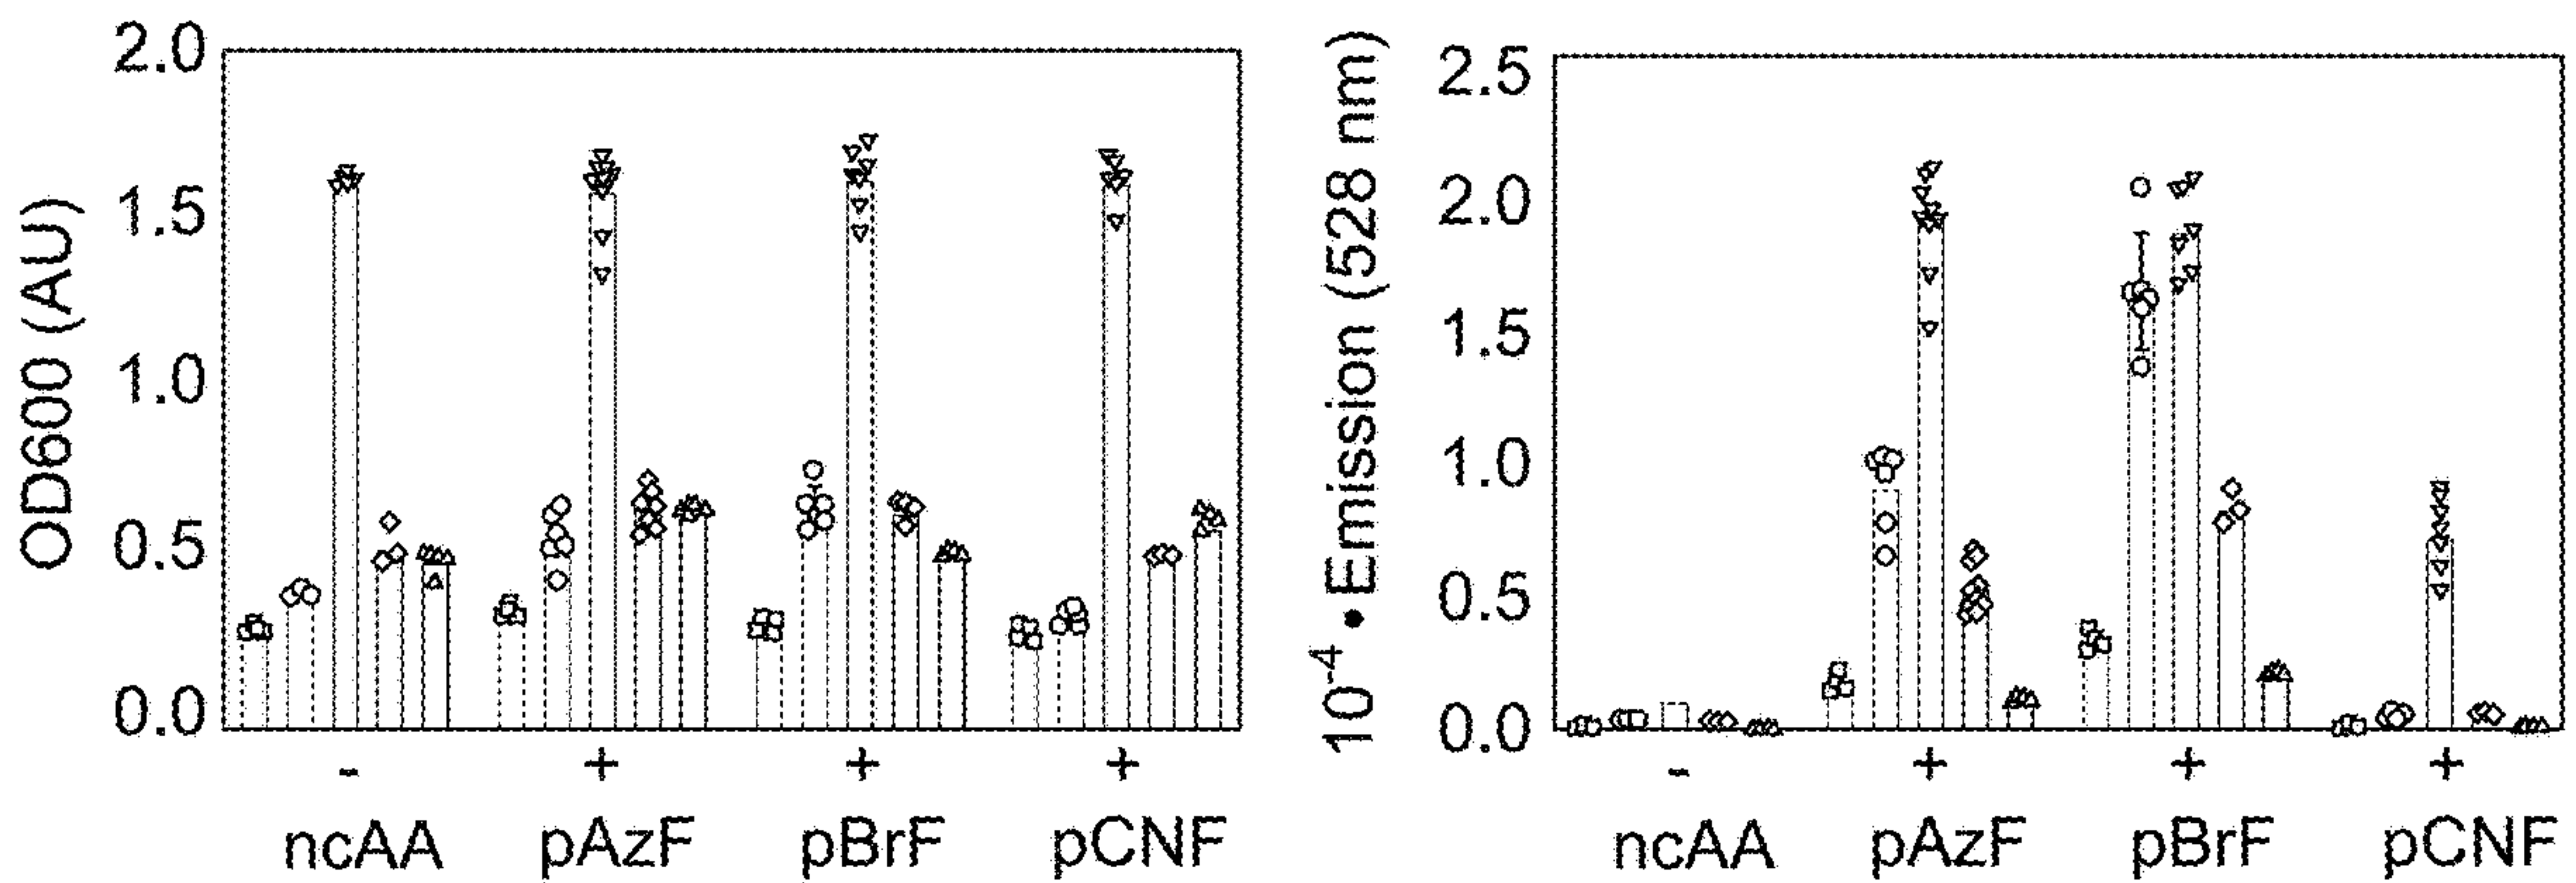 OD600 (AU)
2.0
1.5
1.0
0.5
0.0
- + + +
ncAA pAzF pBrF pCNF
10⁻⁴ •Emission (528 nm)
2.5
2.0
1.5
1.0
0.5
0.0
- + + +
ncAA pAzF pBrF pCNF